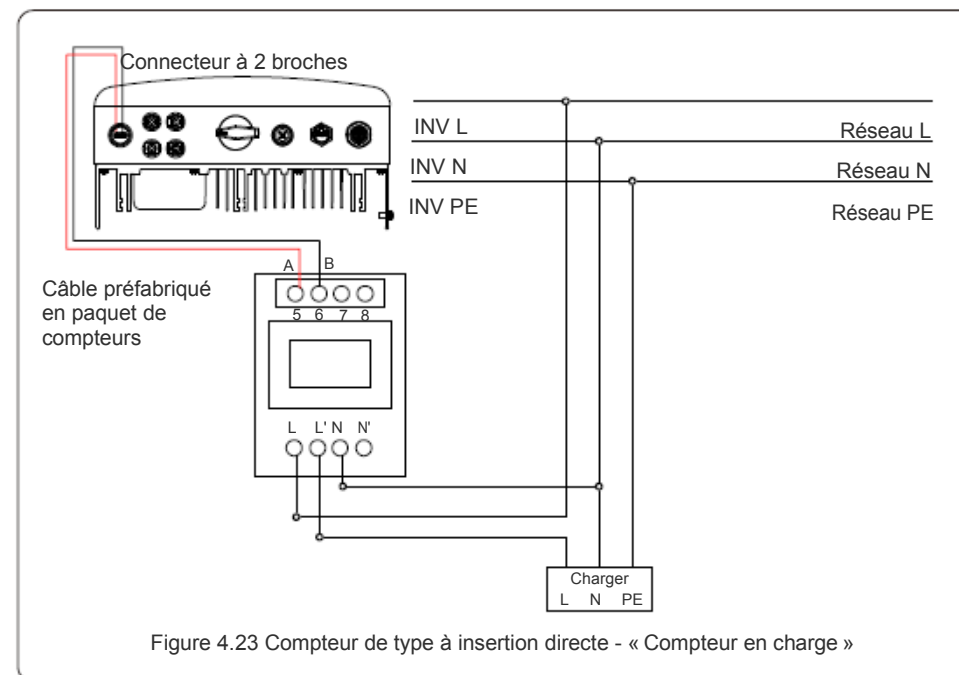 Connecteur à 2 broches
INV L
Réseau L
INV N
Réseau N
INV PE
Réseau PE
Câble préfabriqué
en paquet de
compteurs
A B
5 6 7 8
L L' N N'
Charger
L N PE
Figure 4.23 Compteur de type à insertion directe - « Compteur en charge »